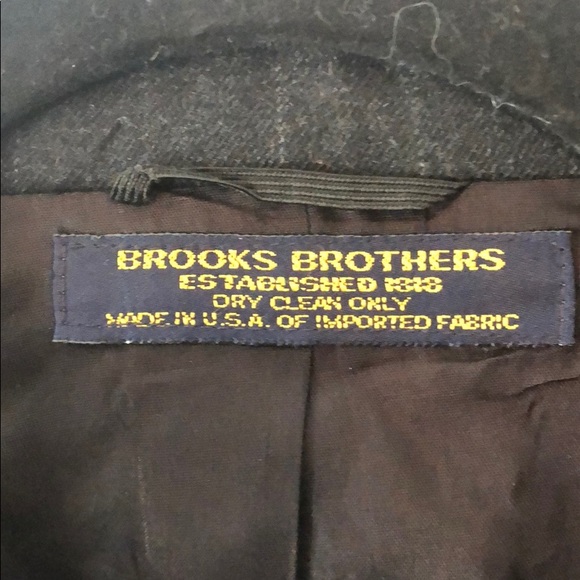 BROOKS BROTHERS
ESTABLISHED 1818
DRY CLEAN ONLY
MADE IN U.S.A. OF IMPORTED FABRIC